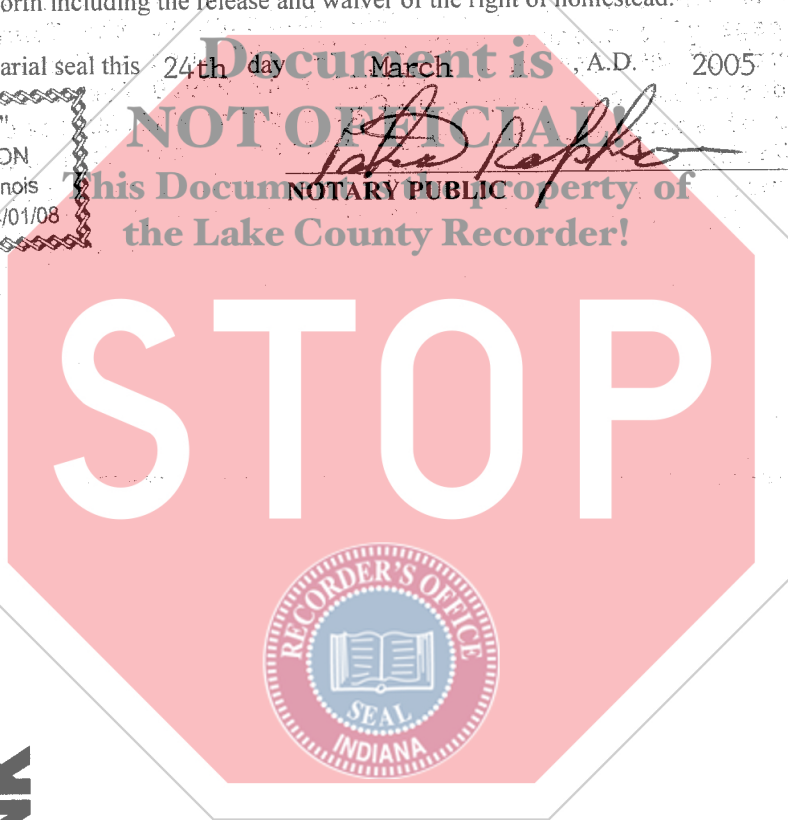 orth including the release and waiver of the right of homestead.
arial seal this 24th day March , A.D. 2005
Document is
NOT OFFICIAL!
This Document the property of
the Lake County Recorder!
NOTARY PUBLIC
"
ON
nois
/01/08
STOP
RECORDER'S OFFICE
SEAL
INDIANA
NK